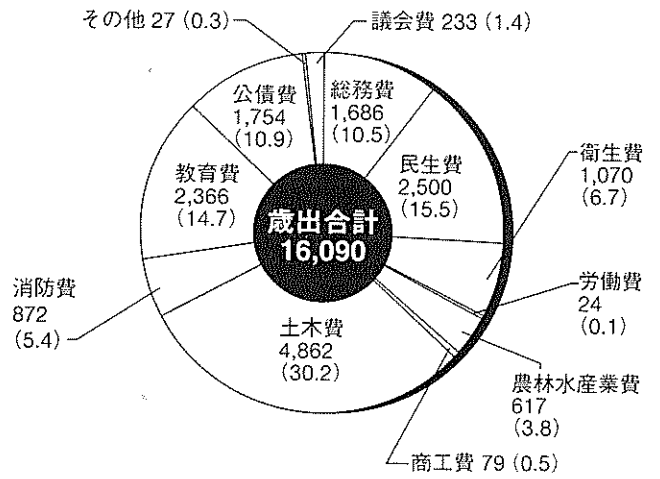 その他 27 (0.3)
議会費 233 (1.4)
総務費
1,686
(10.5)
民生費
2,500
(15.5)
衛生費
1,070
(6.7)
労働費
24
(0.1)
農林水産業費
617
(3.8)
商工費 79 (0.5)
土木費
4,862
(30.2)
消防費
872
(5.4)
教育費
2,366
(14.7)
公債費
1,754
(10.9)
歳出合計
16,090